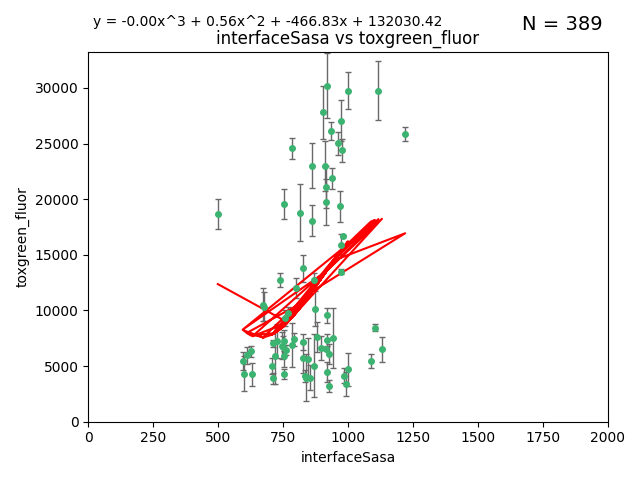 y = -0.00x^3 + 0.56x^2 + -466.83x + 132030.42
N = 389
interfaceSasa vs toxgreen_fluor
30000
25000
20000
15000
10000
5000
0
toxgreen_fluor
0 250 500 750 1000 1250 1500 1750 2000
interfaceSasa